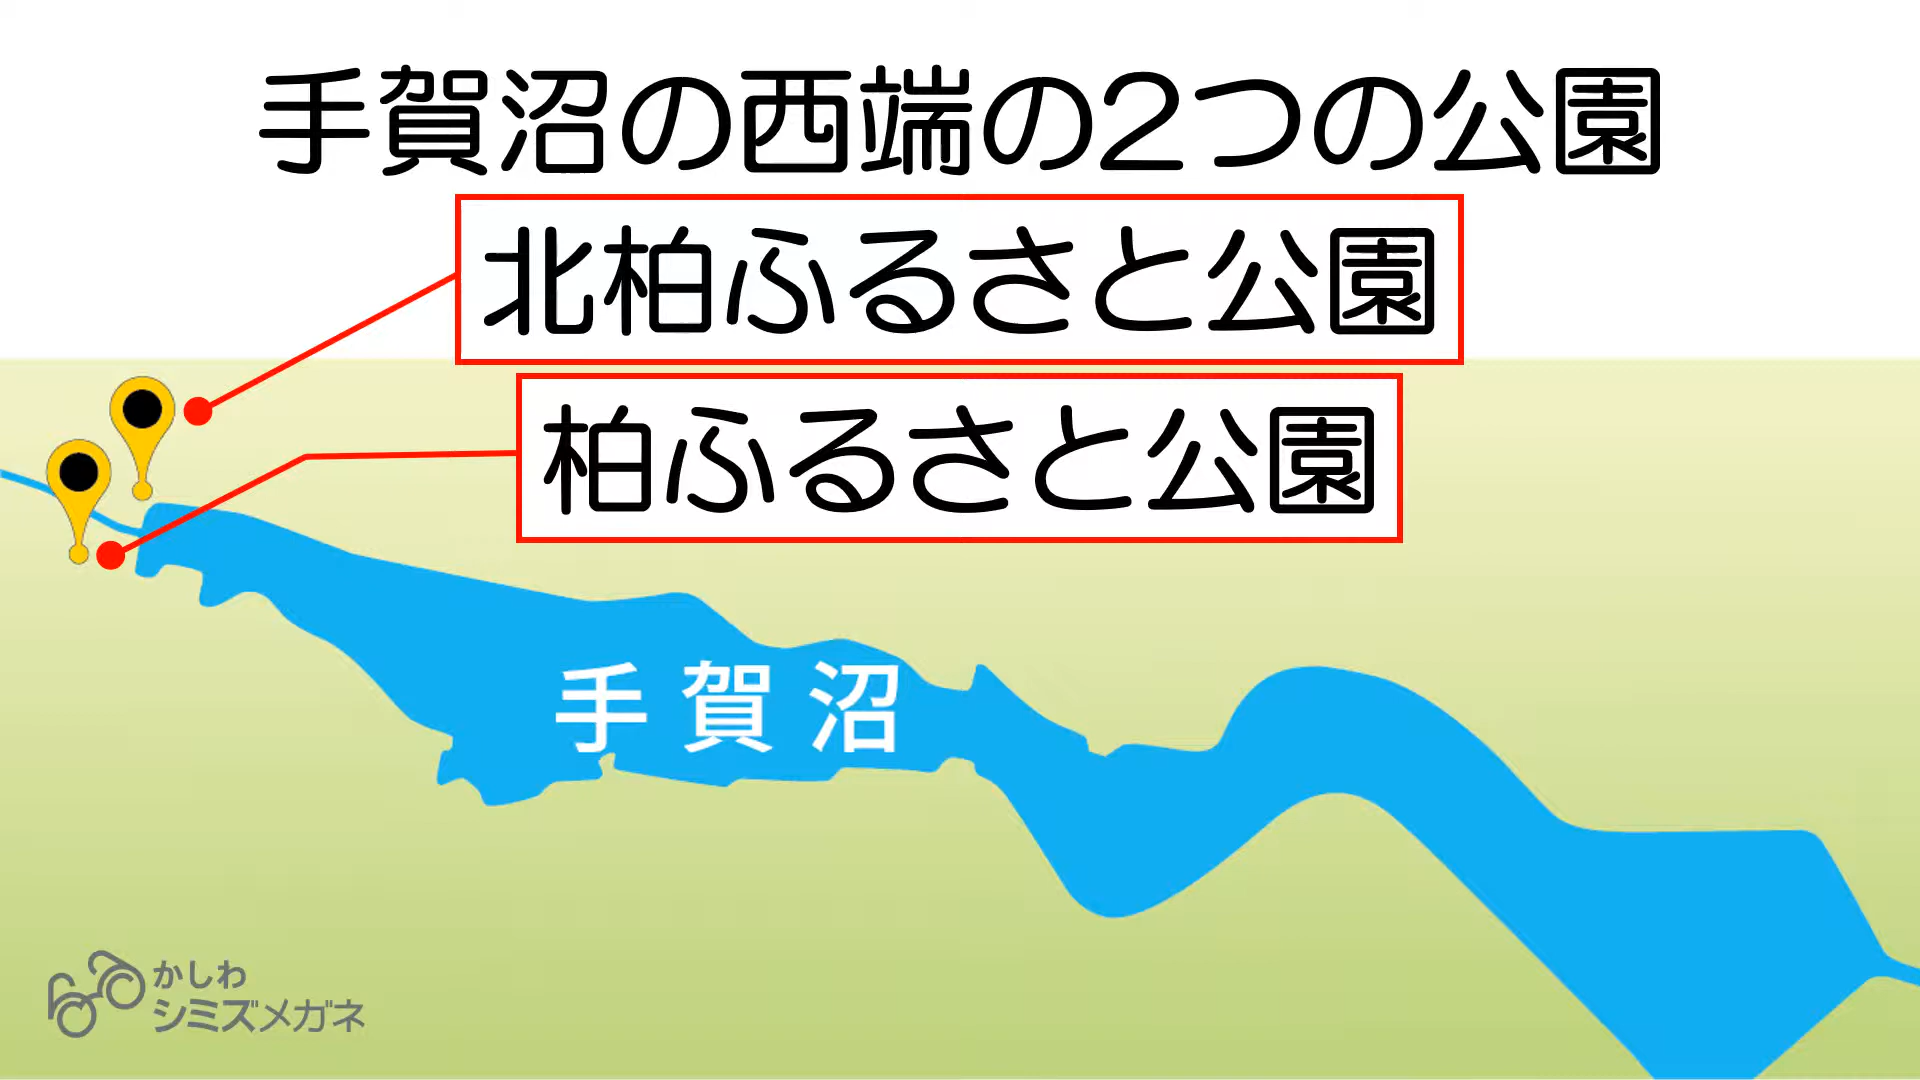 手賀沼の西端の2つの公園
北柏ふるさと公園
柏ふるさと公園
手賀沼
かしわ
シミズメガネ